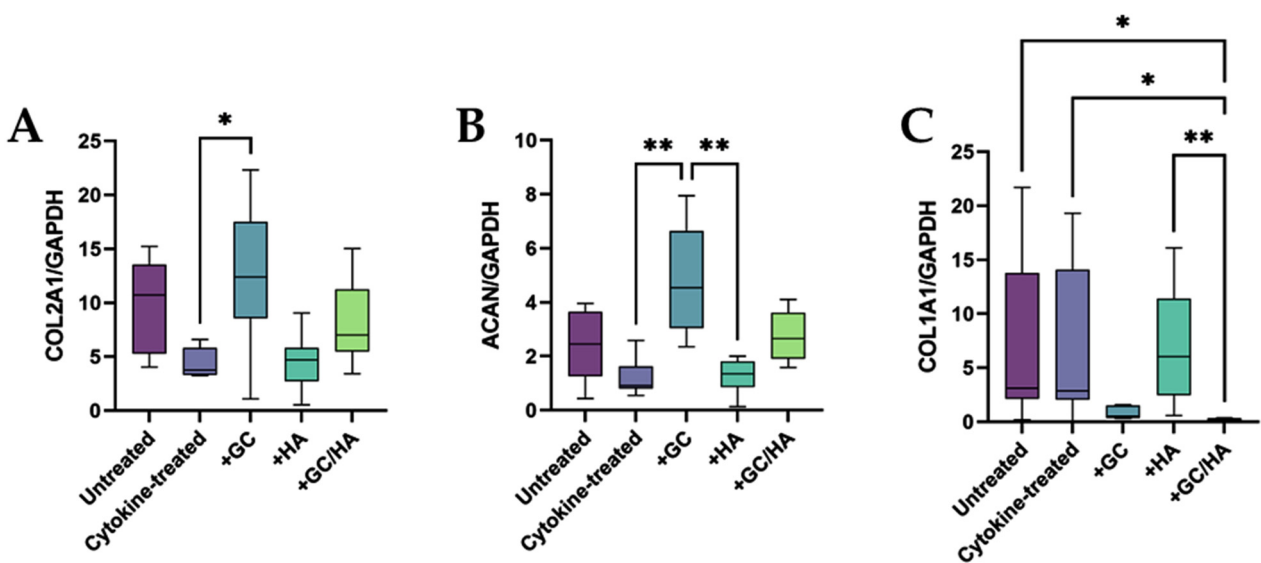 A
*
COL2A1/GAPDH
25
20
15
10
5
0
Untreated
Cytokine-treated
+GC
+HA
+GC/HA
B
** **
ACAN/GAPDH
10
8
6
4
2
0
Untreated
Cytokine-treated
+GC
+HA
+GC/HA
C
*
*
**
COL1A1/GAPDH
25
20
15
10
5
0
Untreated
Cytokine-treated
+GC
+HA
+GC/HA